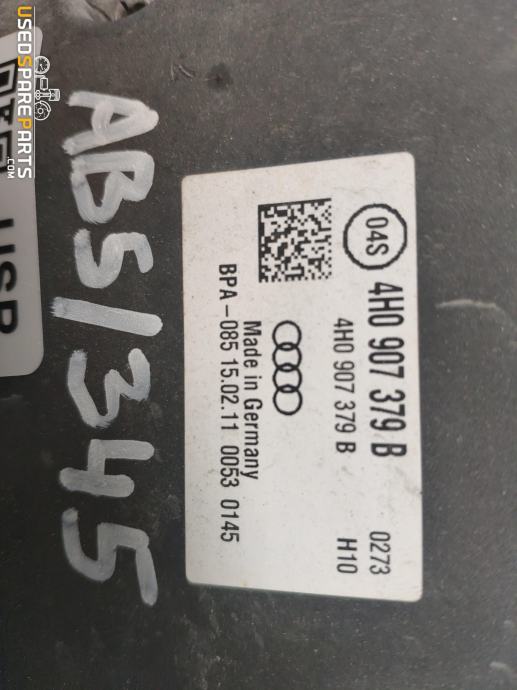 04S
4H0 907 379 B 0273
4H0 907 379 B H10
Made in Germany
BPA-085 15.02.11 0053 0145
ABS/345
USP
USEDSPAREPARTS.COM